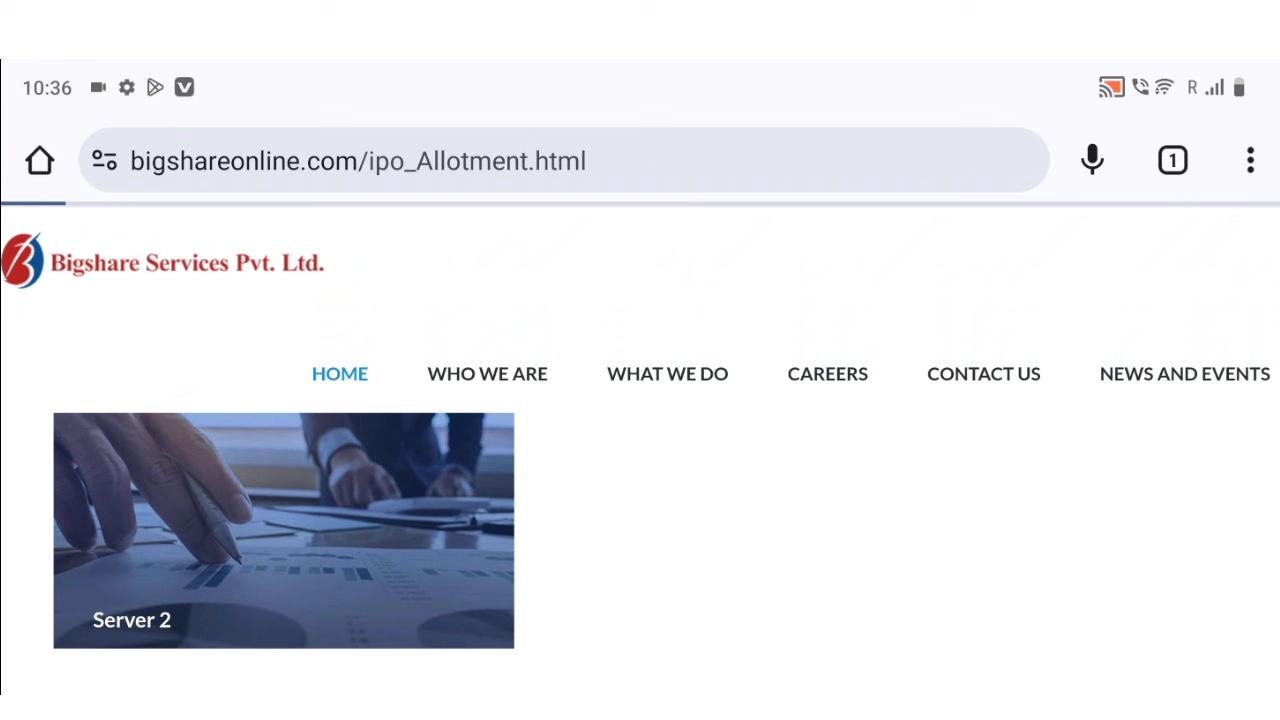 10:36
R
bigshareonline.com/ipo_Allotment.html
1
Bigshare Services Pvt. Ltd.
HOME WHO WE ARE WHAT WE DO CAREERS CONTACT US NEWS AND EVENTS
Server 2